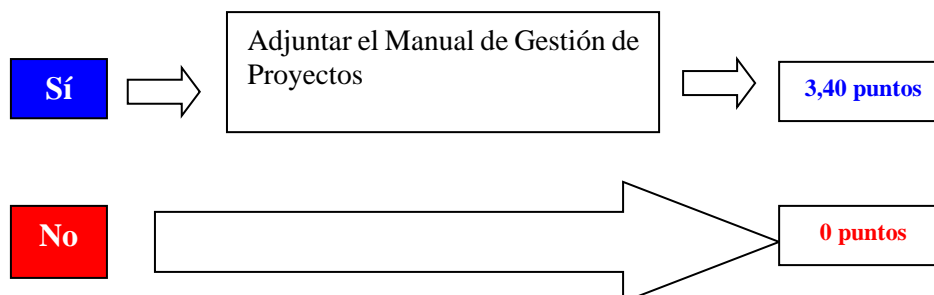 Sí
Adjuntar el Manual de Gestión de
Proyectos
3,40 puntos
No
0 puntos